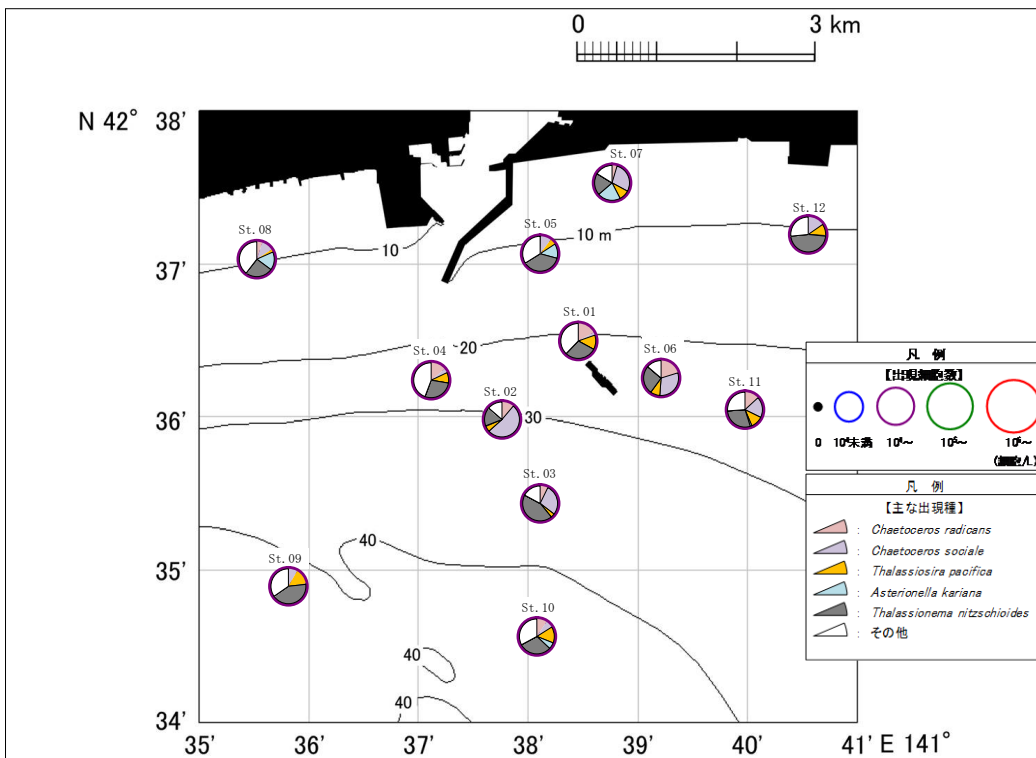 0 3 km
N 42° 38'
St.07
St.12
St.08
St.05
10 m
10
37'
St.01
20
St.04
St.06
St.02
St.11
36'
30
St.03
40
St.09
35'
St.10
40
40
34'
35' 36' 37' 38' 39' 40' 41' E 141°
凡 例
0 10⁴未満
凡 例
【主な出現種】
: Chaetoceros radicans
: Chaetoceros sociale
: Thalassiosira pacifica
: Asterionella kariana
: Thalassionema nitzschioides
: その他